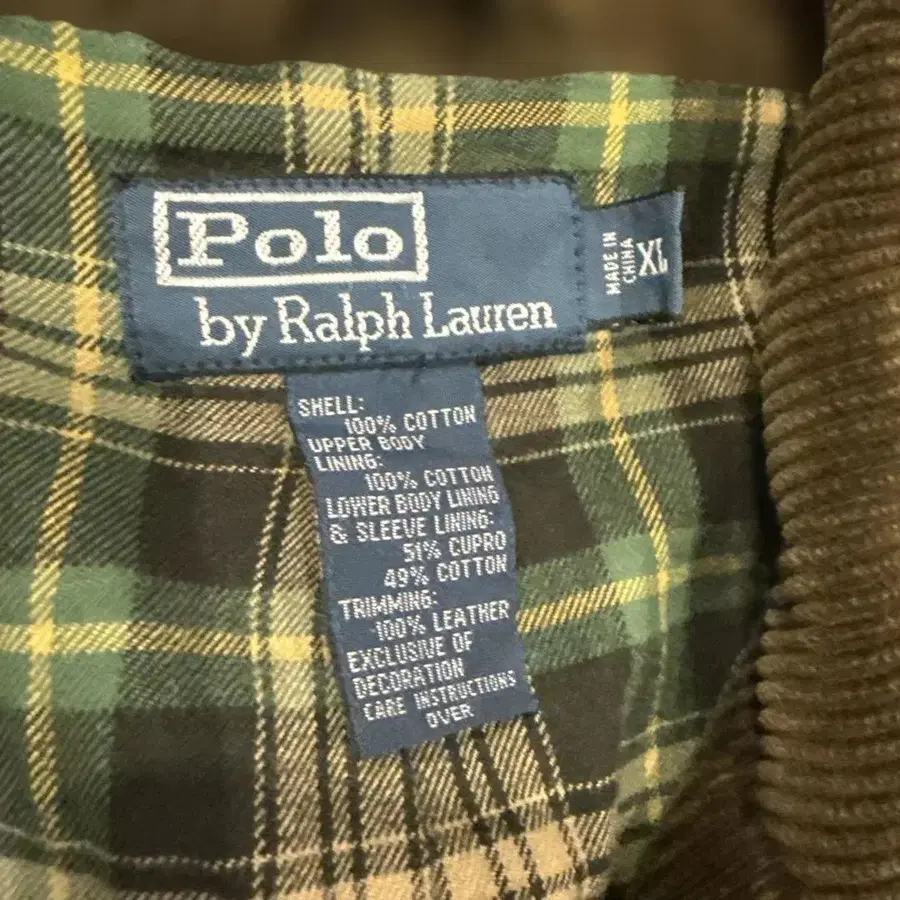 Polo
by Ralph Lauren
MADE IN
CHINA
XL
SHELL:
100% COTTON
UPPER BODY
LINING:
100% COTTON
LOWER BODY LINING
& SLEEVE LINING:
51% CUPRO
49% COTTON
TRIMMING:
100% LEATHER
EXCLUSIVE OF
DECORATION
CARE INSTRUCTIONS
OVER